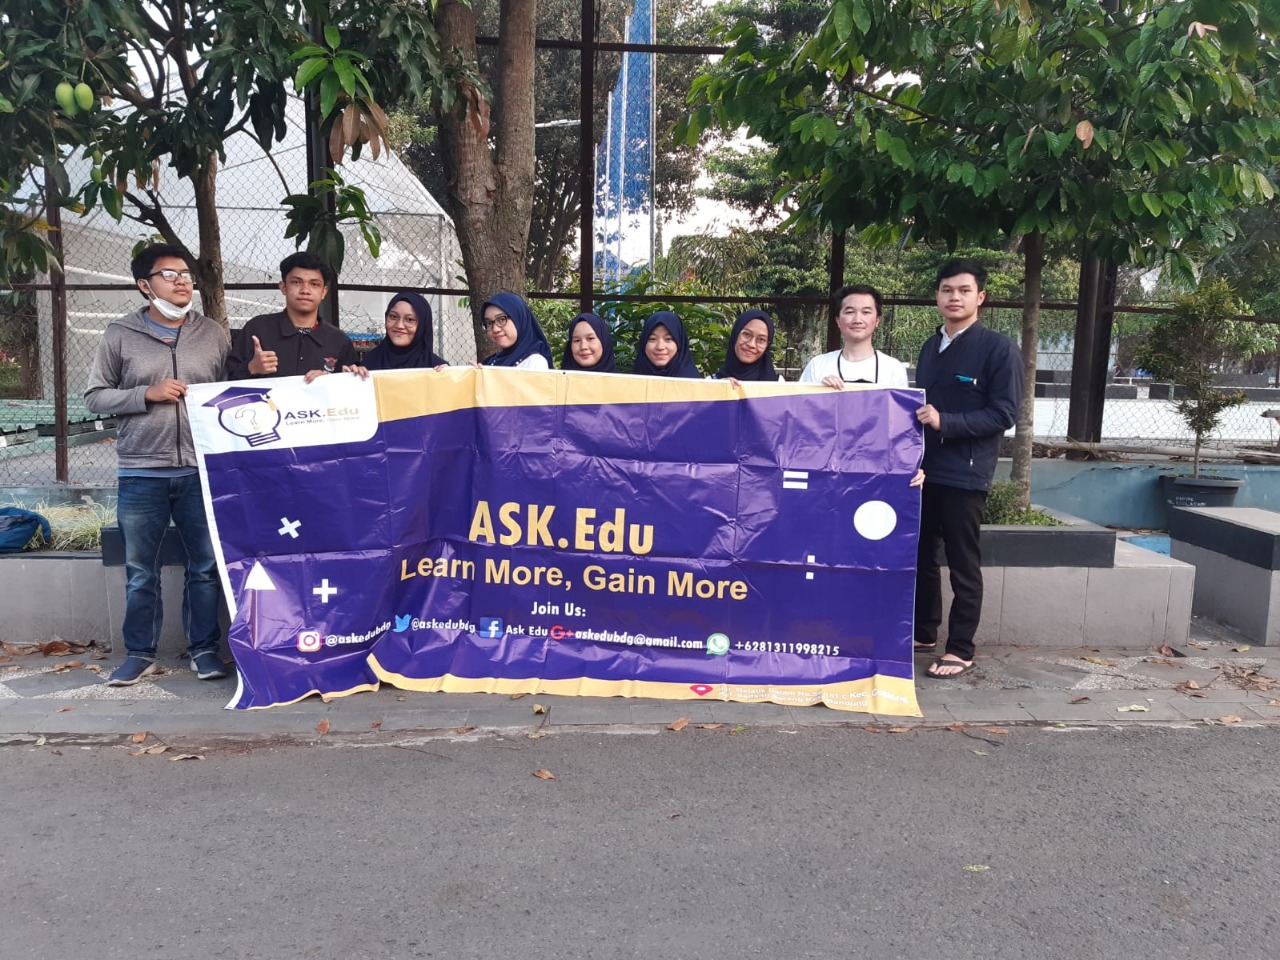 ASK.Edu
Learn More, Gain More
ASK.Edu
Learn More, Gain More
Join Us:
@askedubdg @askedubdg Ask Edu G+ askedubdg@gmail.com +6281311998215